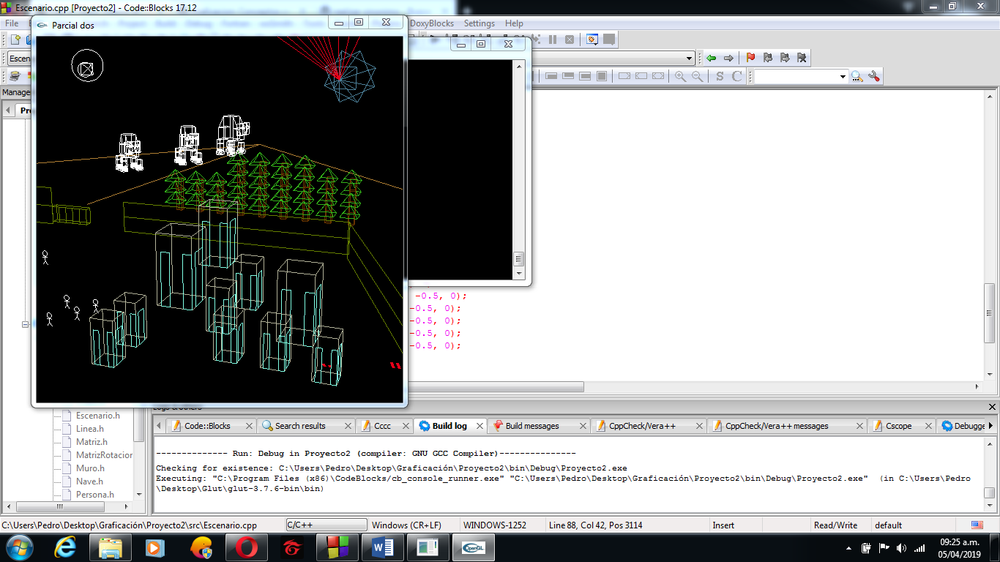 Escenario.cpp [Proyecto2] - Code::Blocks 17.12
File
E
DoxyBlocks Settings Help
Parcial dos
Escen
S C
Manage
Pro
-0.5, 0);
-0.5, 0);
-0.5, 0);
-0.5, 0);
-0.5, 0);
Escenario.h
Linea.h
Matriz.h
MatrizRotacion
Muro.h
Nave.h
Persona.h
Logs & others
Code::Blocks Search results Cccc Build log Build messages CppCheck/Vera++ CppCheck/Vera++ messages Cscope Debugge
-------------- Run: Debug in Proyecto2 (compiler: GNU GCC Compiler)---------------
Checking for existence: C:\Users\Pedro\Desktop\Graficación\Proyecto2\bin\Debug\Proyecto2.exe
Executing: "C:\Program Files (x86)\CodeBlocks/cb_console_runner.exe" "C:\Users\Pedro\Desktop\Graficación\Proyecto2\bin\Debug\Proyecto2.exe"  (in C:\Users\Pedro
\Desktop\Glut\glut-3.7.6-bin\bin)
C:\Users\Pedro\Desktop\Graficación\Proyecto2\src\Escenario.cpp C/C++ Windows (CR+LF) WINDOWS-1252 Line 88, Col 42, Pos 3114 Insert Read/Write default
OpenGL
09:25 a.m.
05/04/2019